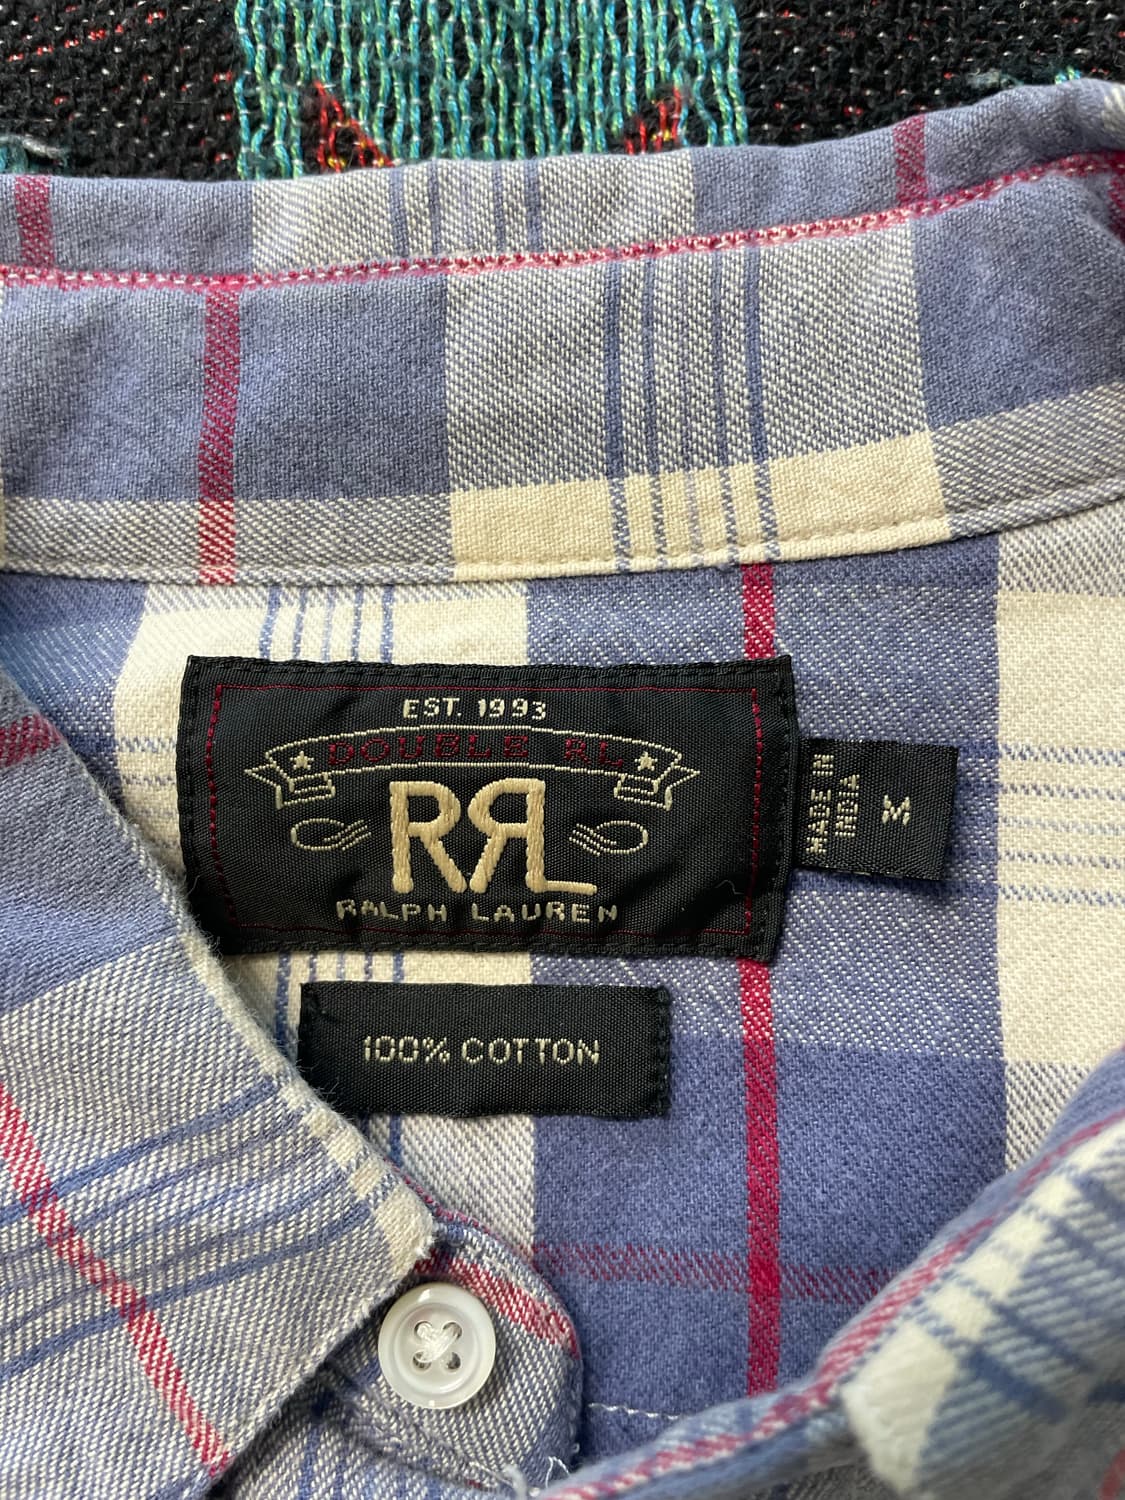 EST. 1993
DOUBLE RL
RRL
RALPH LAUREN
MADE IN
INDIA
M
100% COTTON